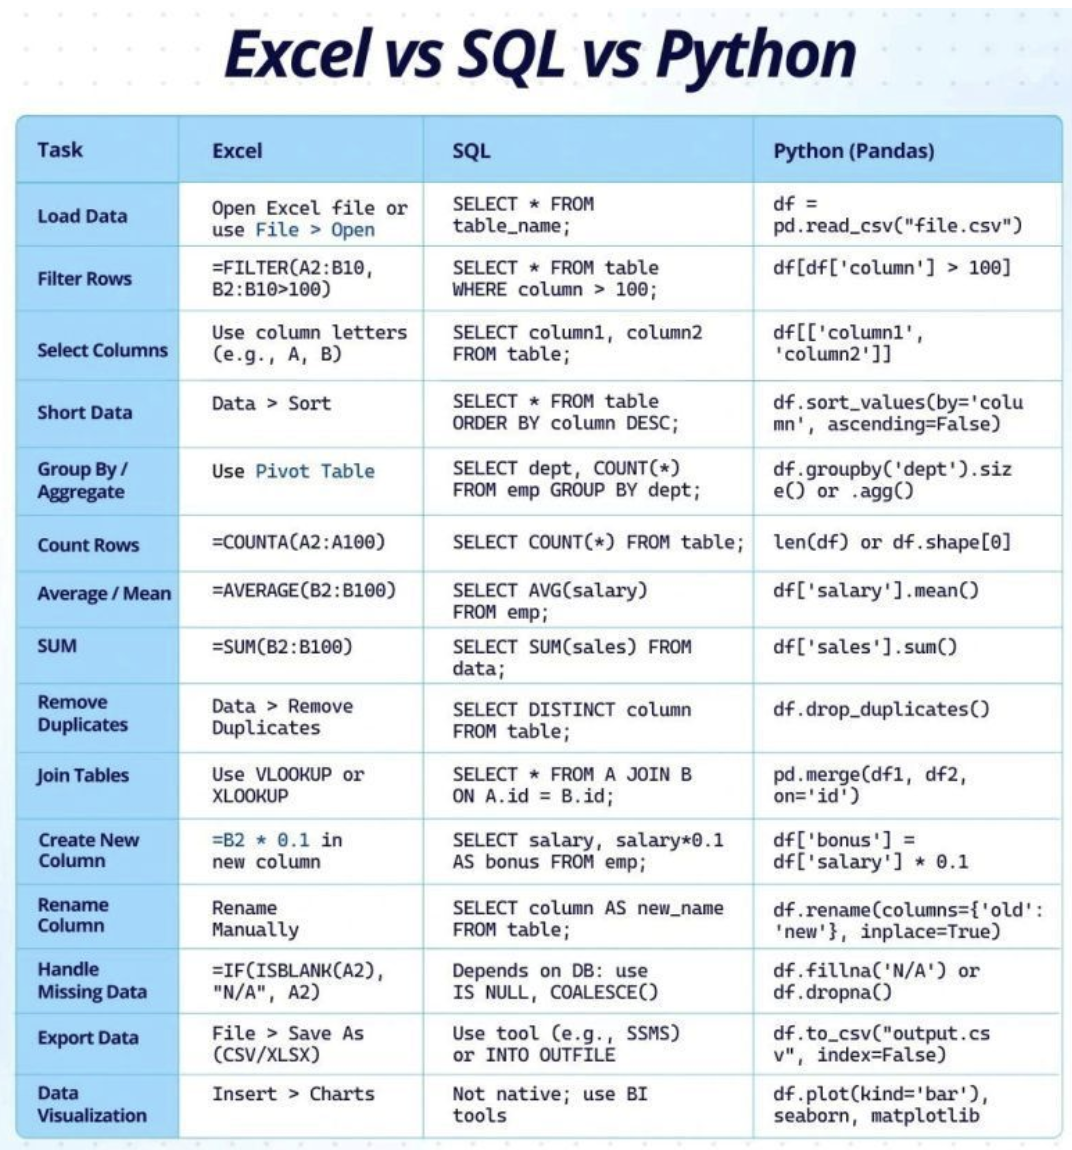 Excel vs SQL vs Python
Task
Excel
SQL
Python (Pandas)
Load Data
Open Excel file or
use File > Open
SELECT * FROM
table_name;
df =
pd.read_csv("file.csv")
Filter Rows
=FILTER(A2:B10,
B2:B10>100)
SELECT * FROM table
WHERE column > 100;
df[df['column'] > 100]
Select Columns
Use column letters
(e.g., A, B)
SELECT column1, column2
FROM table;
df[['column1',
'column2']]
Short Data
Data > Sort
SELECT * FROM table
ORDER BY column DESC;
df.sort_values(by='colu
mn', ascending=False)
Group By /
Aggregate
Use Pivot Table
SELECT dept, COUNT(*)
FROM emp GROUP BY dept;
df.groupby('dept').siz
e() or .agg()
Count Rows
=COUNTA(A2:A100)
SELECT COUNT(*) FROM table;
len(df) or df.shape[0]
Average / Mean
=AVERAGE(B2:B100)
SELECT AVG(salary)
FROM emp;
df['salary'].mean()
SUM
=SUM(B2:B100)
SELECT SUM(sales) FROM
data;
df['sales'].sum()
Remove
Duplicates
Data > Remove
Duplicates
SELECT DISTINCT column
FROM table;
df.drop_duplicates()
Join Tables
Use VLOOKUP or
XLOOKUP
SELECT * FROM A JOIN B
ON A.id = B.id;
pd.merge(df1, df2,
on='id')
Create New
Column
=B2 * 0.1 in
new column
SELECT salary, salary*0.1
AS bonus FROM emp;
df['bonus'] =
df['salary'] * 0.1
Rename
Column
Rename
Manually
SELECT column AS new_name
FROM table;
df.rename(columns={'old':
'new'}, inplace=True)
Handle
Missing Data
=IF(ISBLANK(A2),
"N/A", A2)
Depends on DB: use
IS NULL, COALESCE()
df.fillna('N/A') or
df.dropna()
Export Data
File > Save As
(CSV/XLSX)
Use tool (e.g., SSMS)
or INTO OUTFILE
df.to_csv("output.cs
v", index=False)
Data
Visualization
Insert > Charts
Not native; use BI
tools
df.plot(kind='bar'),
seaborn, matplotlib